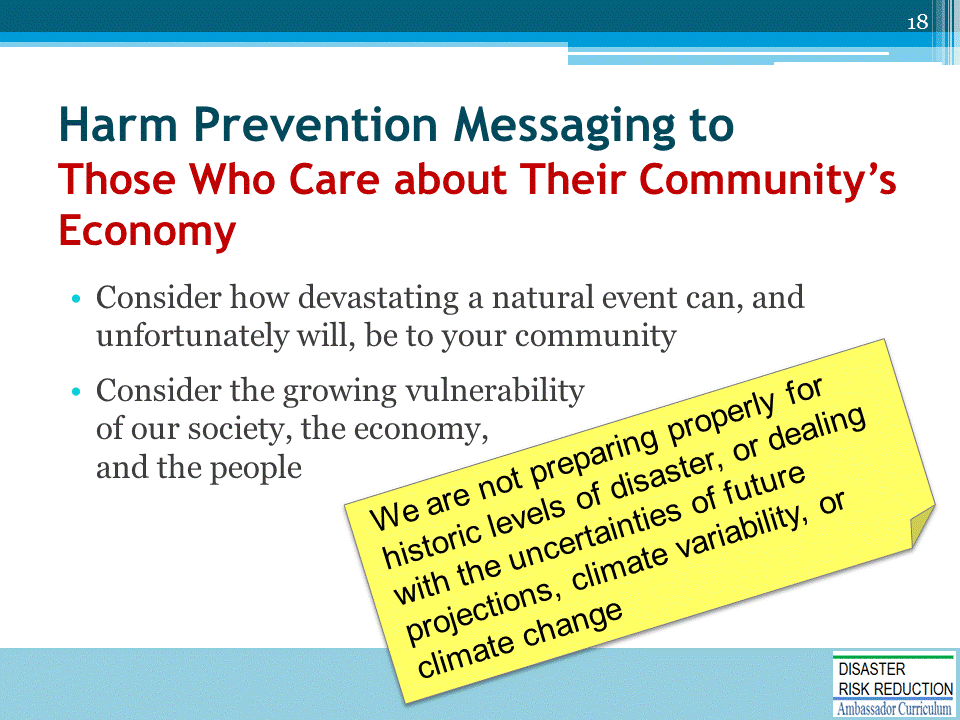 18
Harm Prevention Messaging to
Those Who Care about Their Community’s
Economy
• Consider how devastating a natural event can, and
unfortunately will, be to your community
• Consider the growing vulnerability
of our society, the economy,
and the people
We are not preparing properly for
historic levels of disaster, or dealing
with the uncertainties of future
projections, climate variability, or
climate change
DISASTER
RISK REDUCTION
Ambassador Curriculum